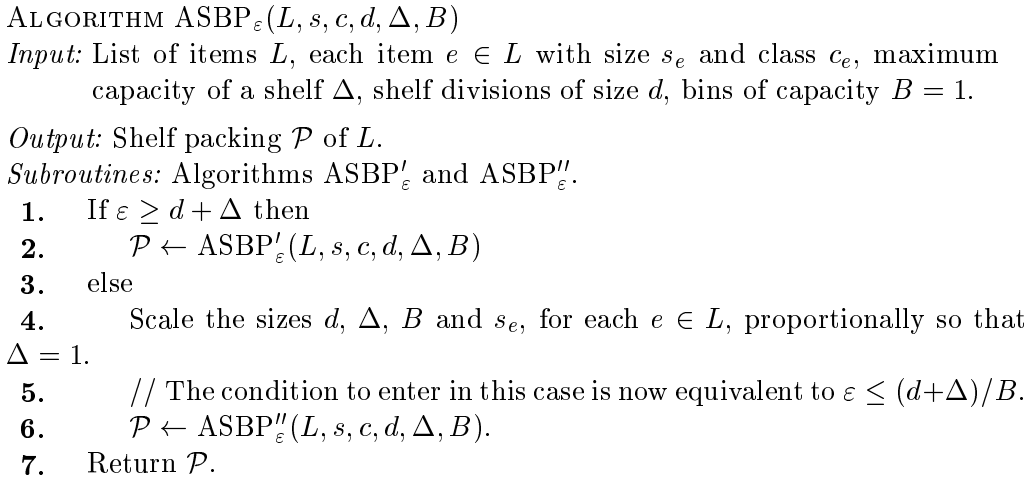 ALGORITHM ASBP_ε(L, s, c, d, Δ, B)
Input: List of items L, each item e ∈ L with size s_e and class c_e, maximum
capacity of a shelf Δ, shelf divisions of size d, bins of capacity B = 1.
Output: Shelf packing 𝒫 of L.
Subroutines: Algorithms ASBP′_ε and ASBP″_ε.
1. If ε ≥ d + Δ then
2. 𝒫 ← ASBP′_ε(L, s, c, d, Δ, B)
3. else
4. Scale the sizes d, Δ, B and s_e, for each e ∈ L, proportionally so that
Δ = 1.
5. // The condition to enter in this case is now equivalent to ε ≤ (d+Δ)/B.
6. 𝒫 ← ASBP″_ε(L, s, c, d, Δ, B).
7. Return 𝒫.